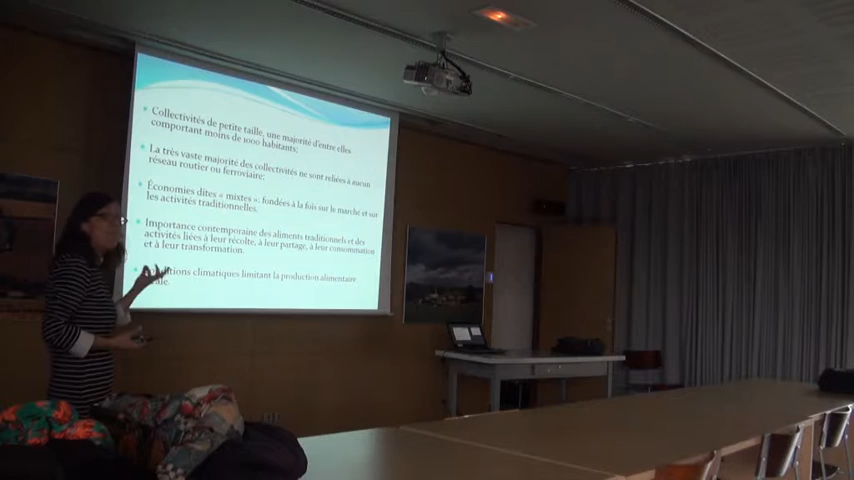 Collectivités de petite taille, une majorité d'entre elles
comportant moins de 1000 habitants;
La très vaste majorité des collectivités ne sont reliées à aucun
réseau routier ou ferroviaire;
Économies dites « mixtes »: fondées à la fois sur le marché et sur
les activités traditionnelles.
Importance contemporaine des aliments traditionnels et des
activités liées à leur récolte, à leur partage, à leur consommation
et à leur transformation.
climatiques limitant la production alimentaire